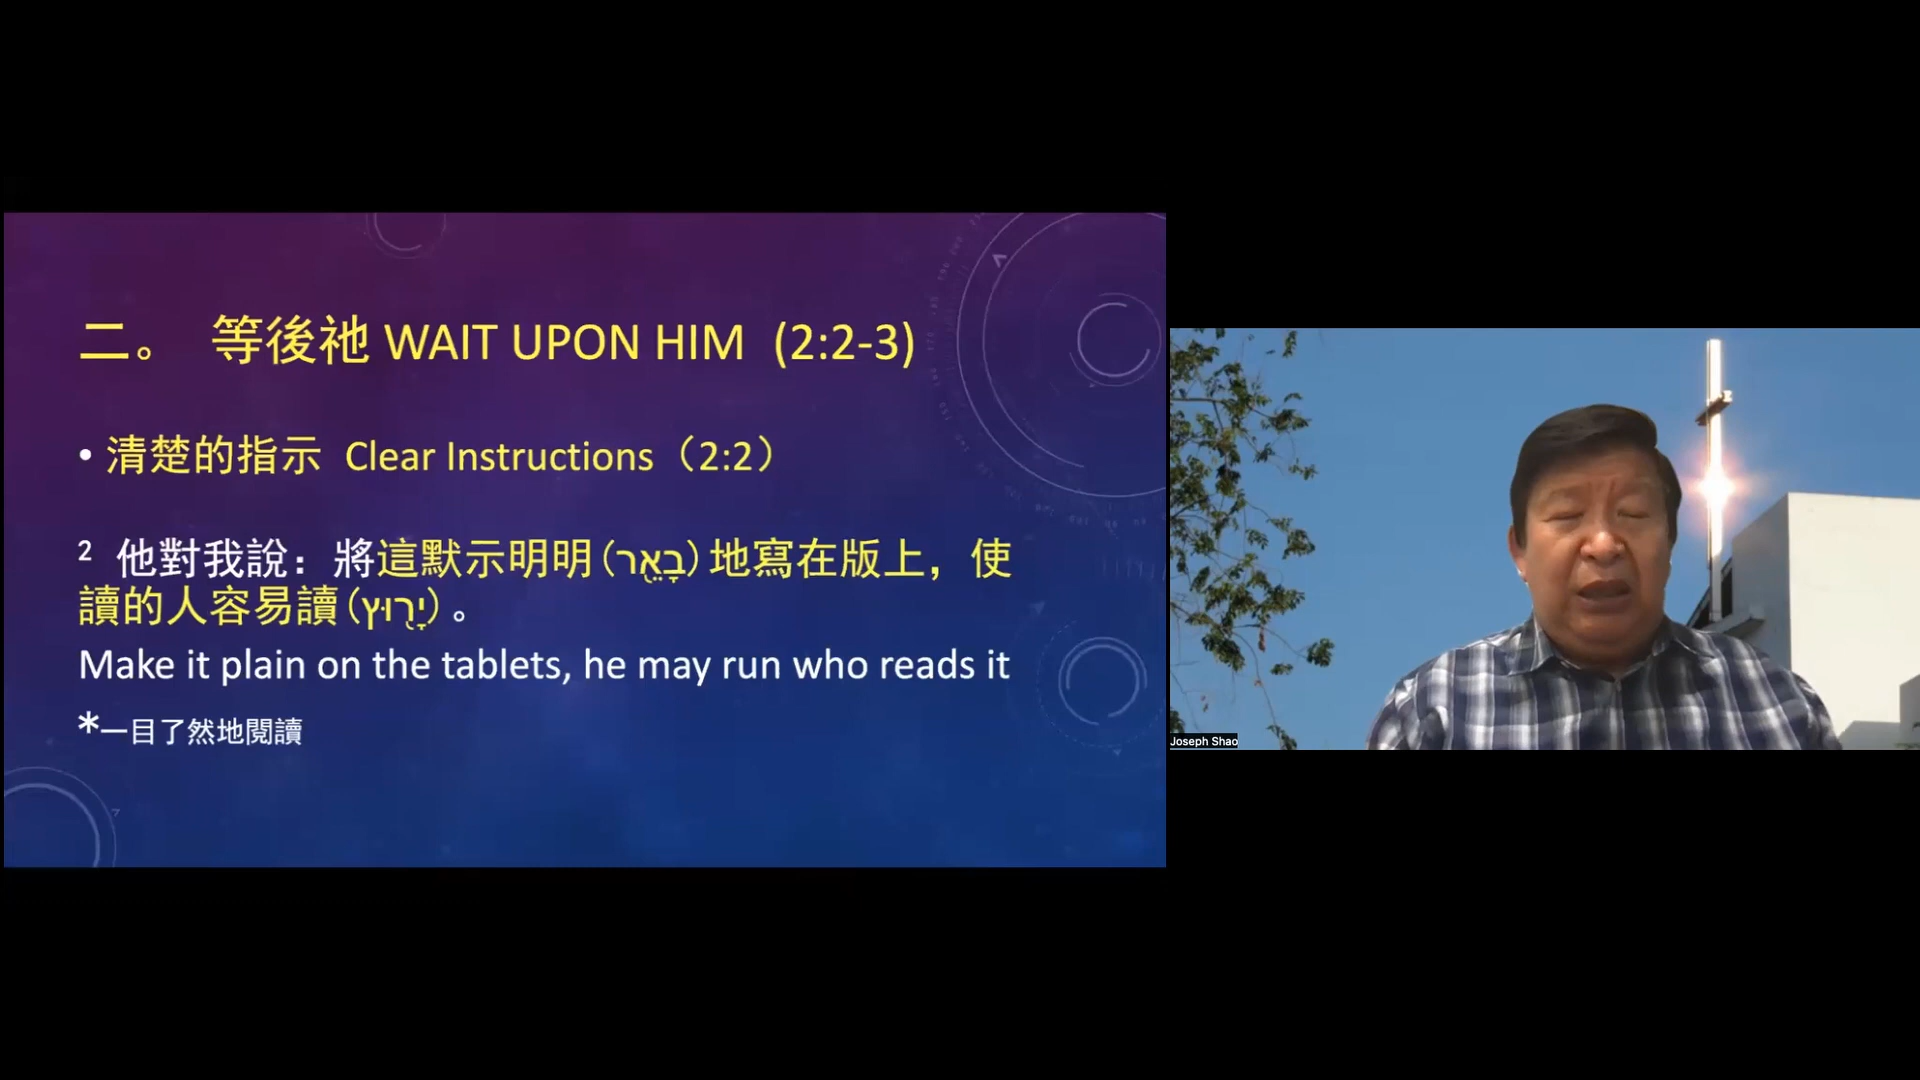 二。 等後祂 WAIT UPON HIM (2:2-3)
• 清楚的指示 Clear Instructions（2:2）
2 他對我說：將這默示明明(בָּאֵ֖ר)地寫在版上，使
讀的人容易讀(יָר֖וּץ)。
Make it plain on the tablets, he may run who reads it
*一目了然地閱讀
Joseph Shao